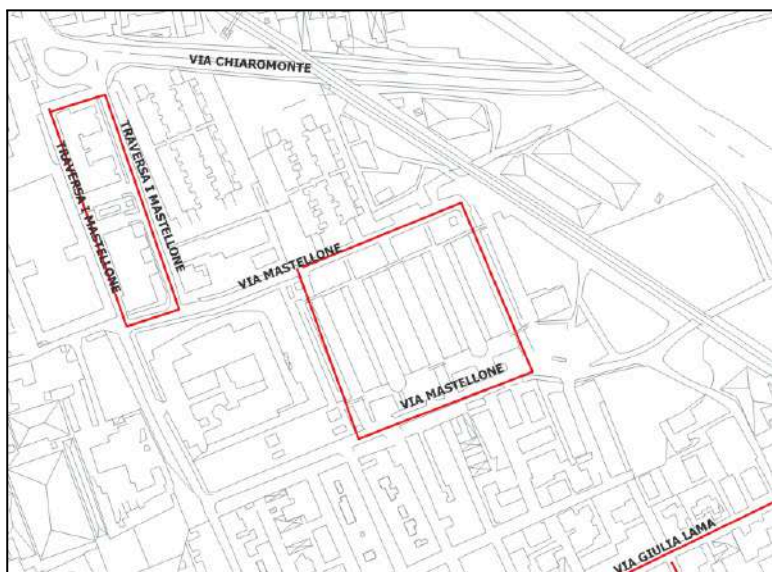 VIA CHIAROMONTE
TRAVERSA I MASTELLONE
TRAVERSA I MASTELLONE
VIA MASTELLONE
VIA MASTELLONE
VIA GIULIA LAMA